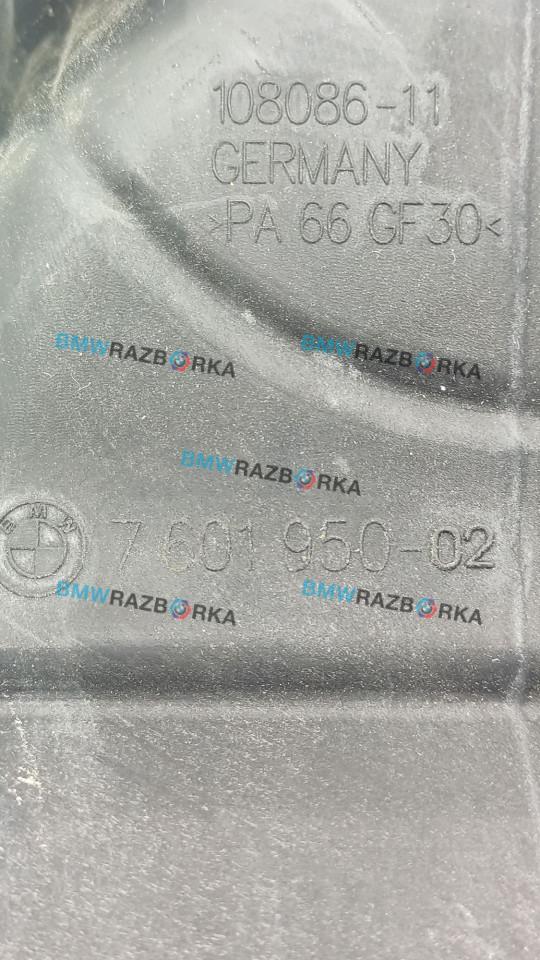 108086-11
GERMANY
>PA 66 GF30<
BMWRAZBORKA
BMWRAZBORKA
BMWRAZBORKA
BMW 7 601 950-02
BMWRAZBORKA
BMWRAZBORKA